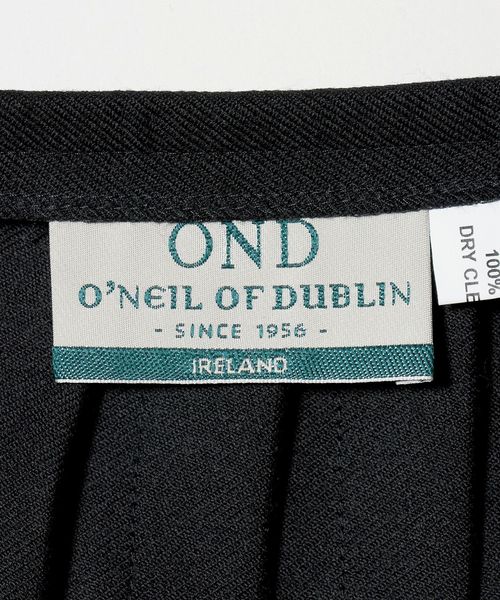 OND
O'NEIL OF DUBLIN
- SINCE 1956 -
IRELAND
100%
DRY CLE